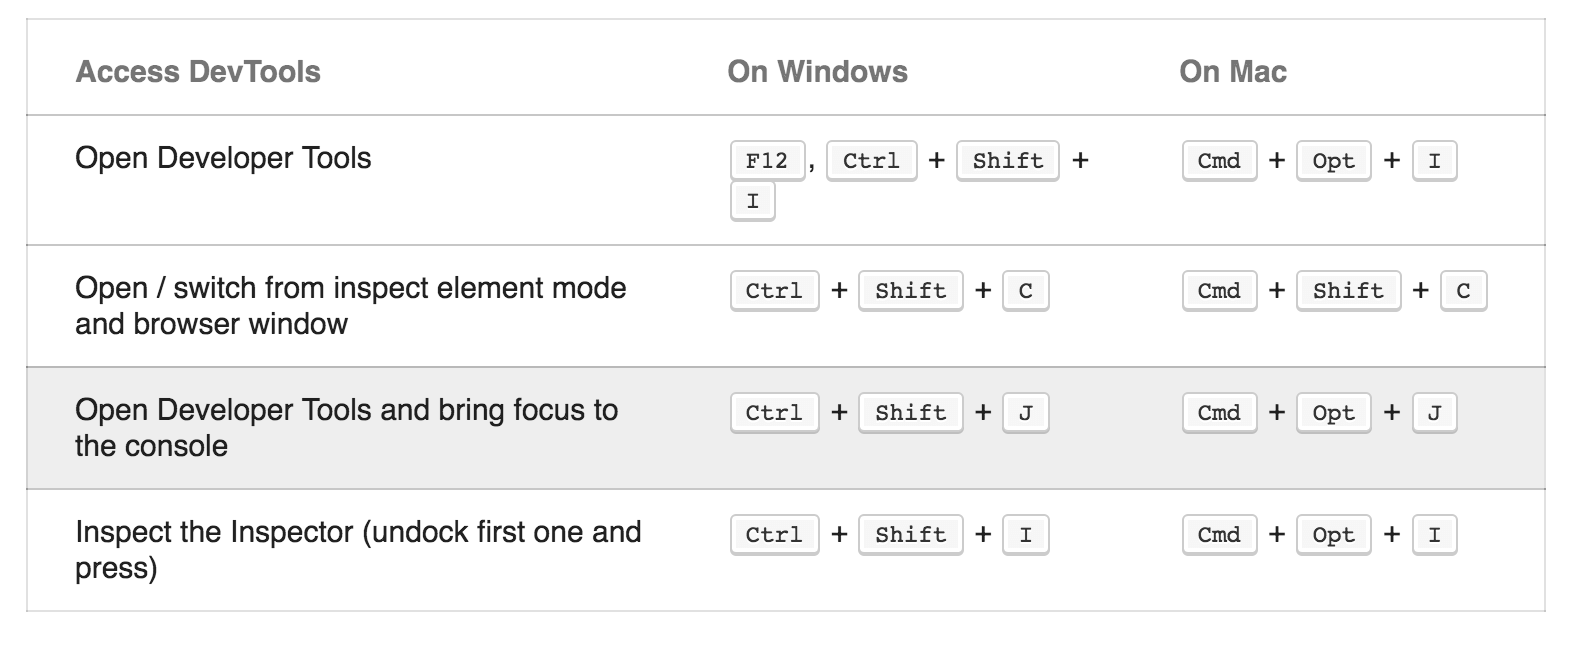 Access DevTools On Windows On Mac
Open Developer Tools F12, Ctrl + Shift + Cmd + Opt + I
I
Open / switch from inspect element mode Ctrl + Shift + C Cmd + Shift + C
and browser window
Open Developer Tools and bring focus to Ctrl + Shift + J Cmd + Opt + J
the console
Inspect the Inspector (undock first one and Ctrl + Shift + I Cmd + Opt + I
press)